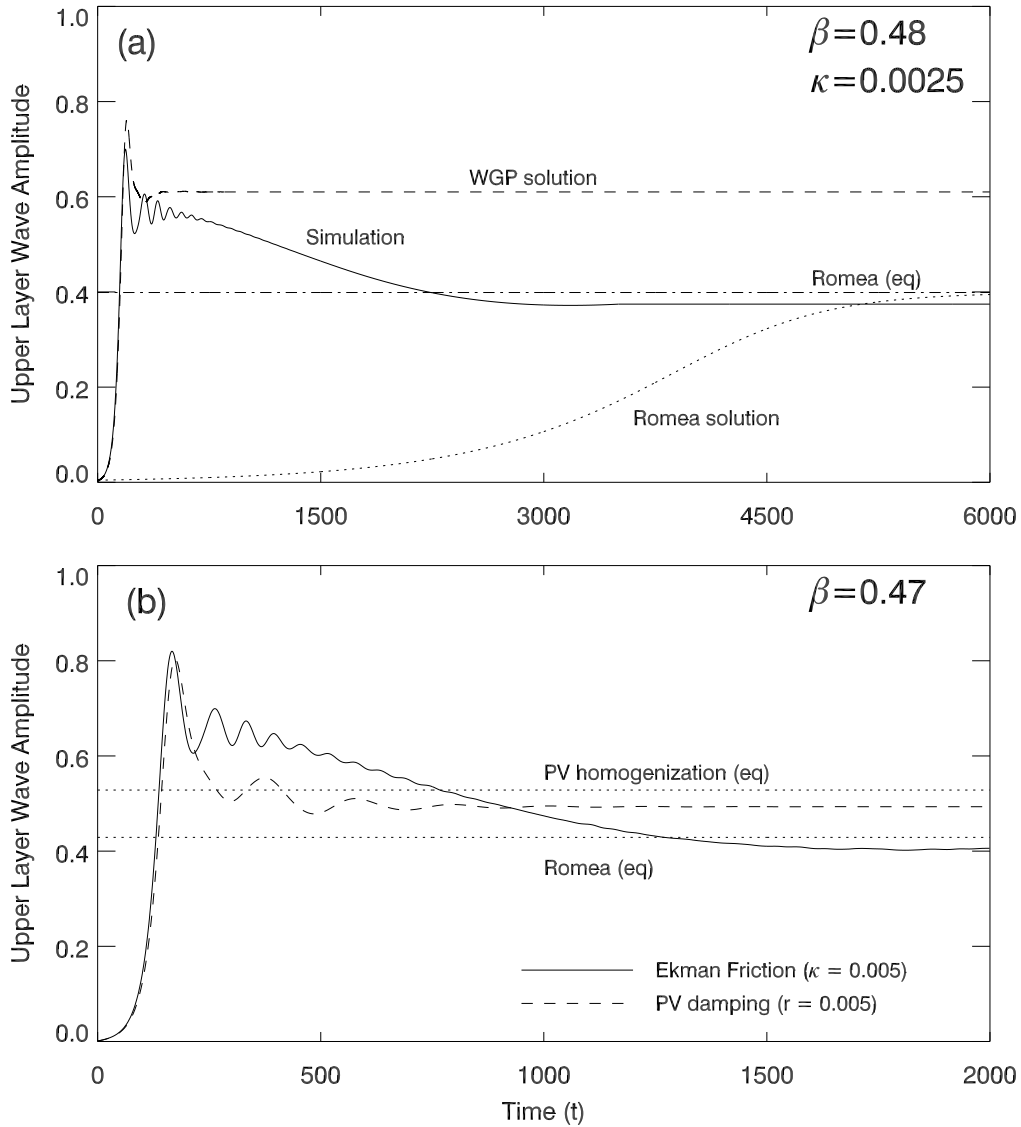 (a)
β=0.48
κ=0.0025
Upper Layer Wave Amplitude
1.0
0.8
0.6
0.4
0.2
0.0
WGP solution
Simulation
Romea (eq)
Romea solution
0 1500 3000 4500 6000
(b)
β=0.47
Upper Layer Wave Amplitude
1.0
0.8
0.6
0.4
0.2
0.0
PV homogenization (eq)
Romea (eq)
Ekman Friction (κ = 0.005)
PV damping (r = 0.005)
0 500 1000 1500 2000
Time (t)